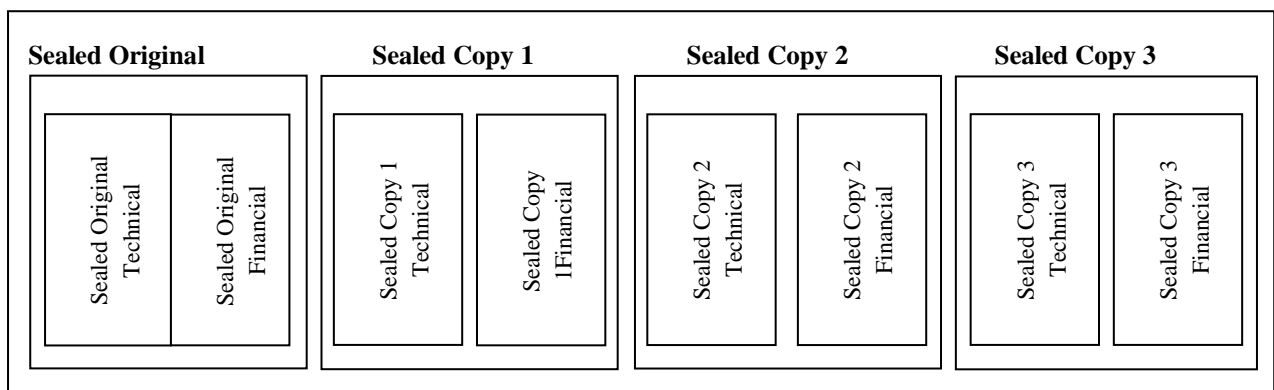 Sealed Original
Sealed Copy 1
Sealed Copy 2
Sealed Copy 3
Sealed Original
Technical
Sealed Original
Financial
Sealed Copy 1
Technical
Sealed Copy
1Financial
Sealed Copy 2
Technical
Sealed Copy 2
Financial
Sealed Copy 3
Technical
Sealed Copy 3
Financial